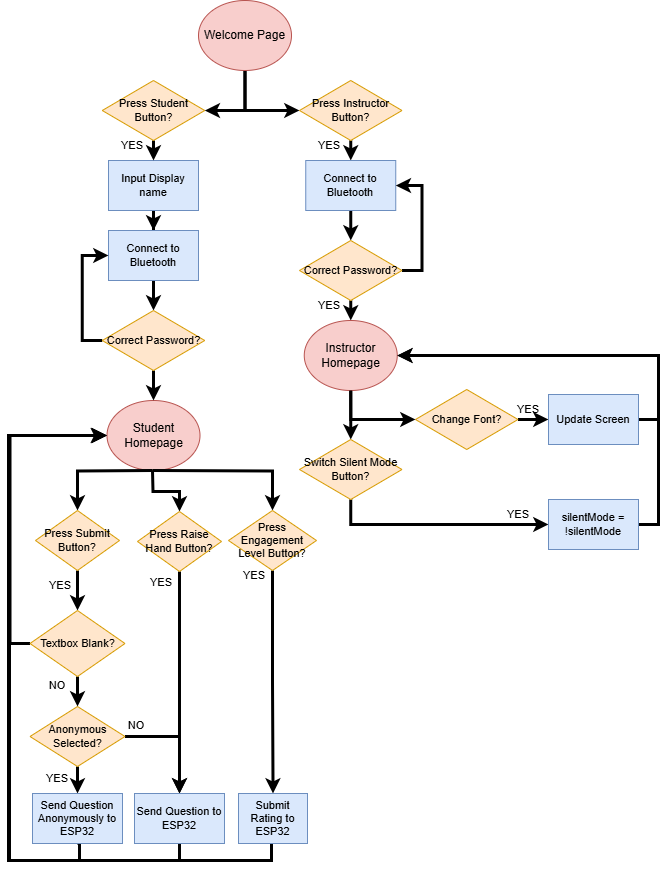 Welcome Page
Press Student
Button?
Press Instructor
Button?
YES
YES
Input Display
name
Connect to
Bluetooth
Connect to
Bluetooth
Correct Password?
YES
Correct Password?
Instructor
Homepage
Student
Homepage
Change Font?
YES
Update Screen
Switch Silent Mode
Button?
YES
silentMode =
!silentMode
Press Submit
Button?
Press Raise
Hand Button?
Press
Engagement
Level Button?
YES
YES
YES
Textbox Blank?
NO
Anonymous
Selected?
NO
YES
Send Question
Anonymously to
ESP32
Send Question to
ESP32
Submit
Rating to
ESP32